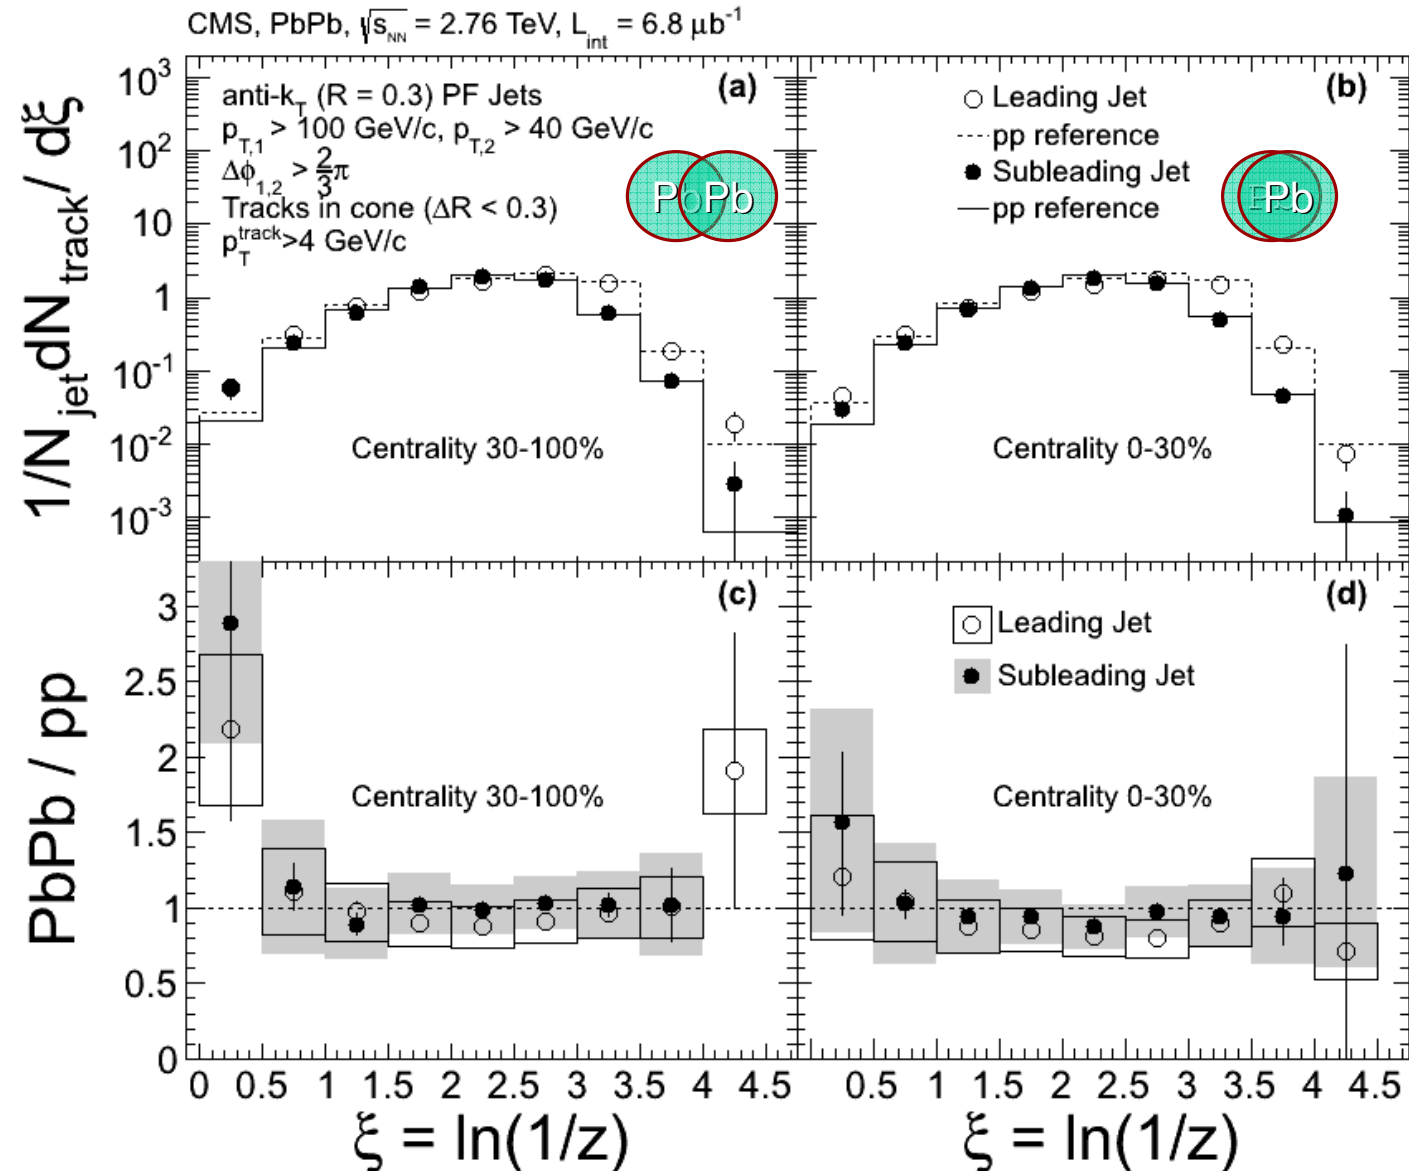 CMS, PbPb, √s_NN = 2.76 TeV, L_int = 6.8 μb⁻¹
1/N_jet dN_track / dξ
10³
10²
10
1
10⁻¹
10⁻²
10⁻³
(a)
anti-k_T (R = 0.3) PF Jets
p_T,1 > 100 GeV/c, p_T,2 > 40 GeV/c
Δϕ_1,2 > 2/3 π
Tracks in cone (ΔR < 0.3)
p_T^track >4 GeV/c
Pb Pb
Centrality 30-100%
(b)
Leading Jet
pp reference
Subleading Jet
pp reference
Pb
Centrality 0-30%
PbPb / pp
3
2.5
2
1.5
1
0.5
0
(c)
Centrality 30-100%
(d)
Leading Jet
Subleading Jet
Centrality 0-30%
0 0.5 1 1.5 2 2.5 3 3.5 4 4.5
0.5 1 1.5 2 2.5 3 3.5 4 4.5
ξ = ln(1/z)
ξ = ln(1/z)